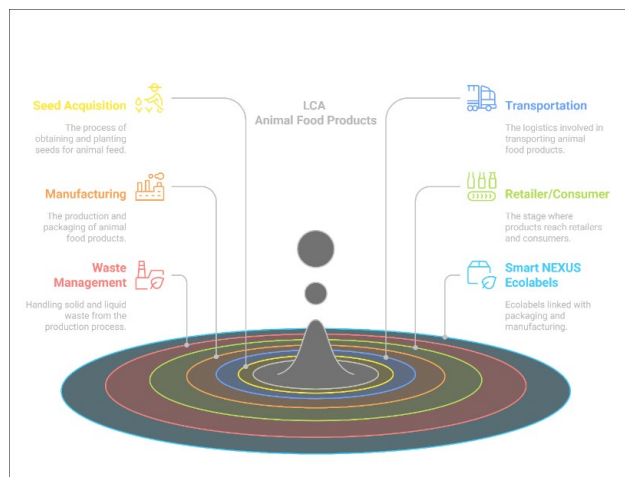 LCA
Animal Food Products
Seed Acquisition
The process of
obtaining and planting
seeds for animal feed.
Manufacturing
The production and
packaging of animal
food products.
Waste
Management
Handling solid and liquid
waste from the
production process.
Transportation
The logistics involved in
transporting animal
food products.
Retailer/Consumer
The stage where
products reach retailers
and consumers.
Smart NEXUS
Ecolabels
Ecolabels linked with
packaging and
manufacturing.